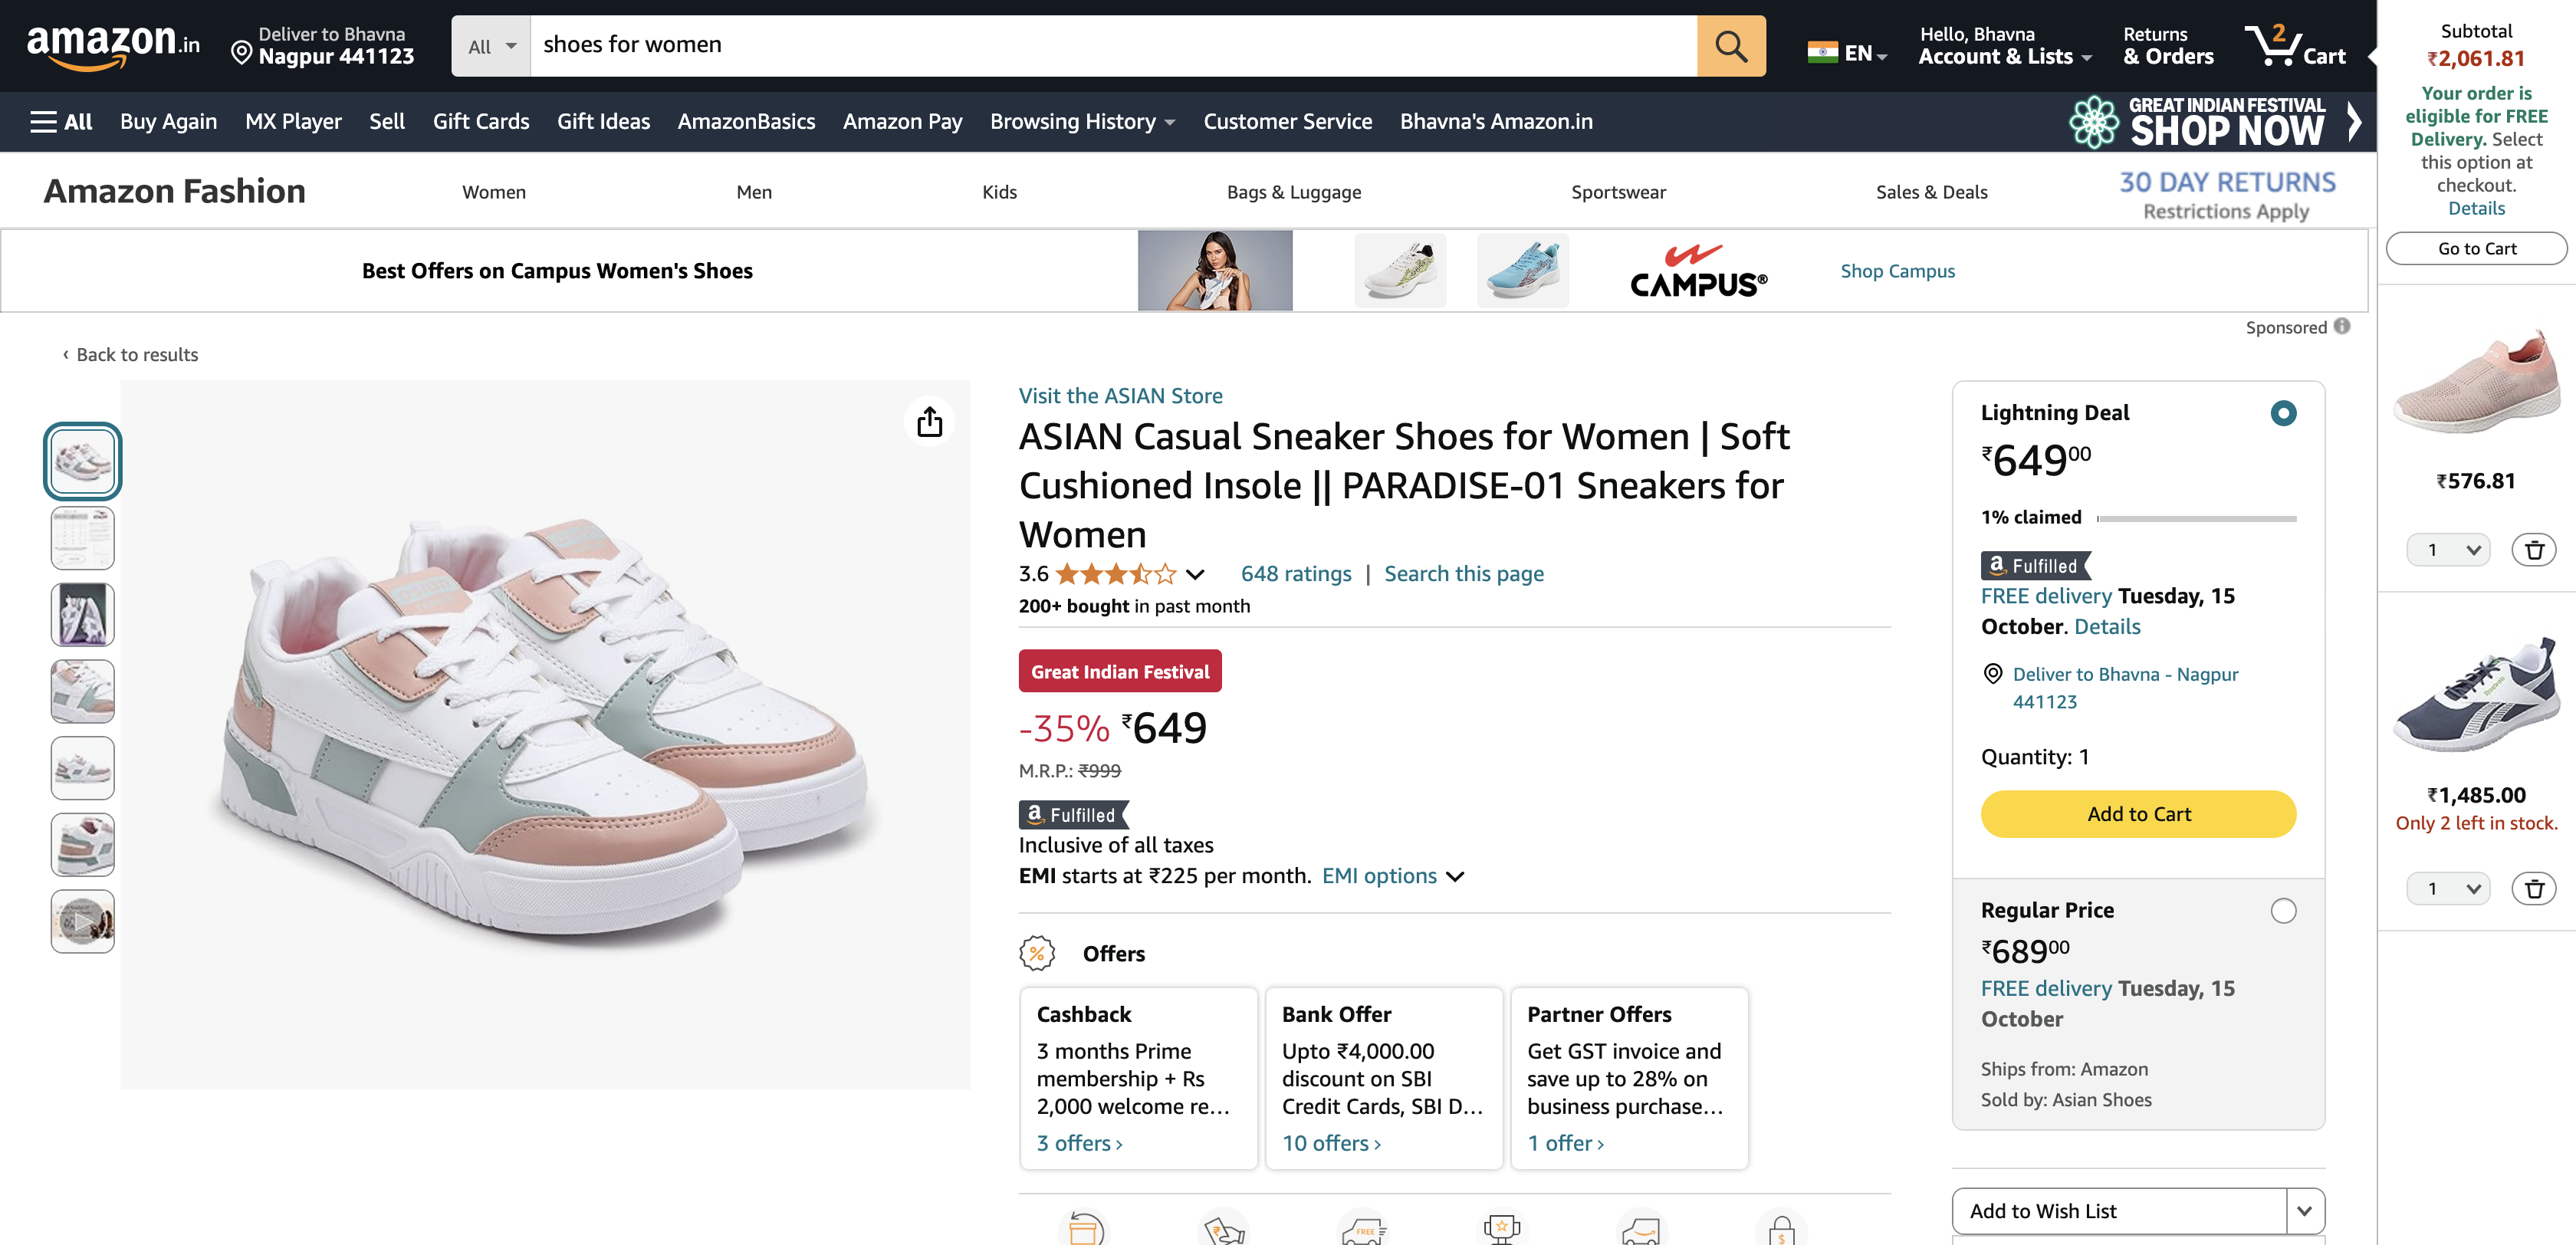 amazon.in
Deliver to Bhavna
Nagpur 441123
All
shoes for women
EN
Hello, Bhavna
Account & Lists
Returns
& Orders
2
Cart
All
Buy Again
MX Player
Sell
Gift Cards
Gift Ideas
AmazonBasics
Amazon Pay
Browsing History
Customer Service
Bhavna's Amazon.in
GREAT INDIAN FESTIVAL
SHOP NOW
Amazon Fashion
Women
Men
Kids
Bags & Luggage
Sportswear
Sales & Deals
30 DAY RETURNS
Restrictions Apply
Best Offers on Campus Women's Shoes
CAMPUS®
Shop Campus
Sponsored
‹ Back to results
Visit the ASIAN Store
ASIAN Casual Sneaker Shoes for Women | Soft
Cushioned Insole || PARADISE-01 Sneakers for
Women
3.6
648 ratings | Search this page
200+ bought in past month
Great Indian Festival
-35% ₹649
M.R.P.: ₹999
a Fulfilled
Inclusive of all taxes
EMI starts at ₹225 per month. EMI options
Offers
Cashback
3 months Prime
membership + Rs
2,000 welcome re…
3 offers ›
Bank Offer
Upto ₹4,000.00
discount on SBI
Credit Cards, SBI D…
10 offers ›
Partner Offers
Get GST invoice and
save up to 28% on
business purchase…
1 offer ›
FREE
Lightning Deal
₹64900
1% claimed
a Fulfilled
FREE delivery Tuesday, 15
October. Details
Deliver to Bhavna - Nagpur
441123
Quantity: 1
Add to Cart
Regular Price
₹68900
FREE delivery Tuesday, 15
October
Ships from: Amazon
Sold by: Asian Shoes
Add to Wish List
Subtotal
₹2,061.81
Your order is
eligible for FREE
Delivery. Select
this option at
checkout.
Details
Go to Cart
₹576.81
1
Reebok
₹1,485.00
Only 2 left in stock.
1